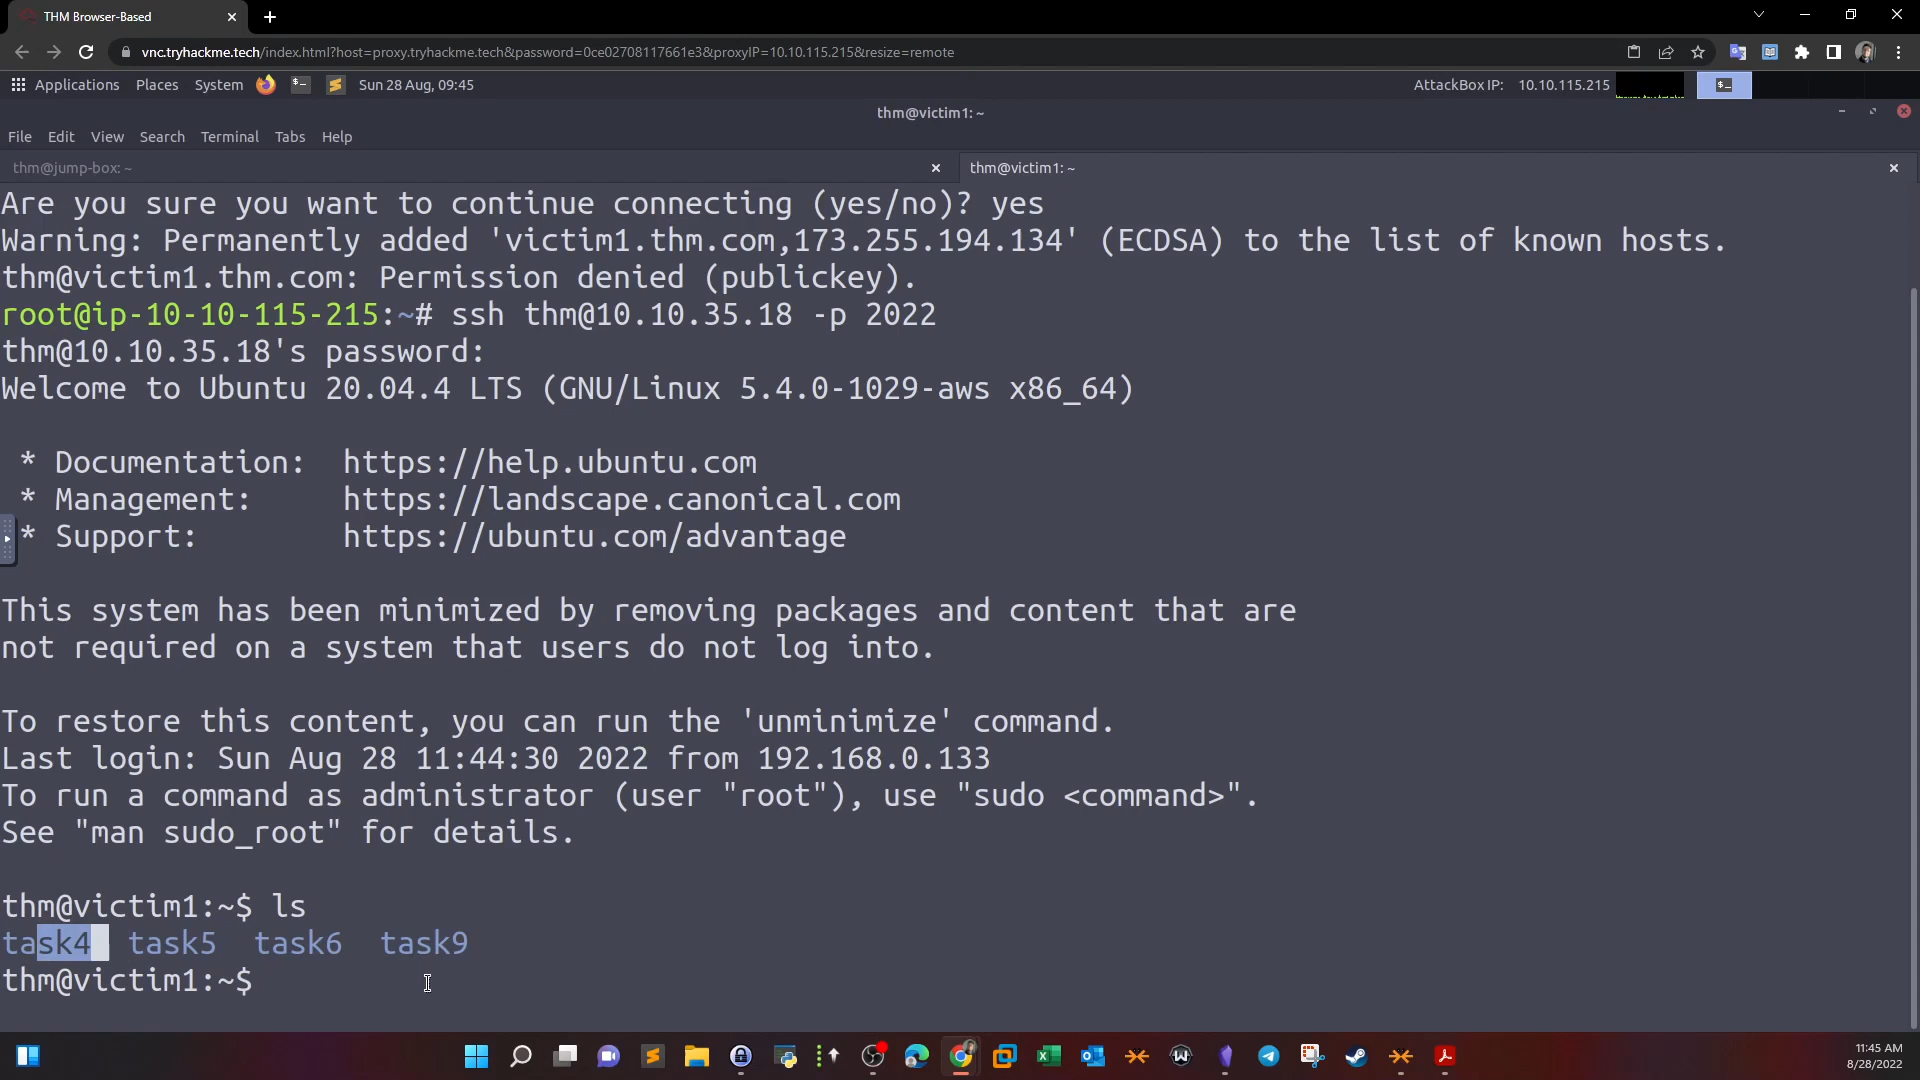 THM Browser-Based
vnc.tryhackme.tech/index.html?host=proxy.tryhackme.tech&password=0ce02708117661e3&proxyIP=10.10.115.215&resize=remote
Applications Places System Sun 28 Aug, 09:45 AttackBox IP: 10.10.115.215
thm@victim1: ~
File Edit View Search Terminal Tabs Help
thm@jump-box: ~ thm@victim1: ~
Are you sure you want to continue connecting (yes/no)? yes
Warning: Permanently added 'victim1.thm.com,173.255.194.134' (ECDSA) to the list of known hosts.
thm@victim1.thm.com: Permission denied (publickey).
root@ip-10-10-115-215:~# ssh thm@10.10.35.18 -p 2022
thm@10.10.35.18's password:
Welcome to Ubuntu 20.04.4 LTS (GNU/Linux 5.4.0-1029-aws x86_64)
* Documentation: https://help.ubuntu.com
* Management: https://landscape.canonical.com
* Support: https://ubuntu.com/advantage
This system has been minimized by removing packages and content that are
not required on a system that users do not log into.
To restore this content, you can run the 'unminimize' command.
Last login: Sun Aug 28 11:44:30 2022 from 192.168.0.133
To run a command as administrator (user "root"), use "sudo <command>".
See "man sudo_root" for details.
thm@victim1:~$ ls
task4 task5 task6 task9
thm@victim1:~$
11:45 AM
8/28/2022